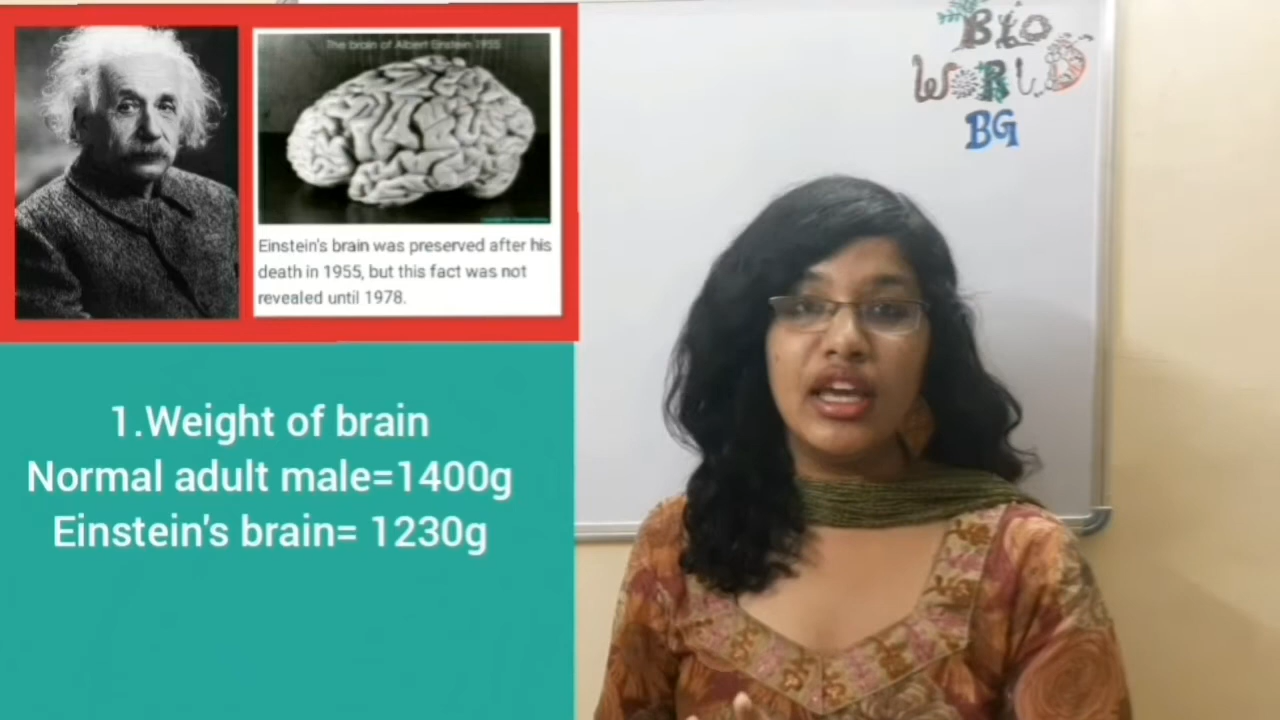 The brain of Albert Einstein 1955
Einstein's brain was preserved after his
death in 1955, but this fact was not
revealed until 1978.
1.Weight of brain
Normal adult male=1400g
Einstein's brain= 1230g
BIO
WORLD
BG